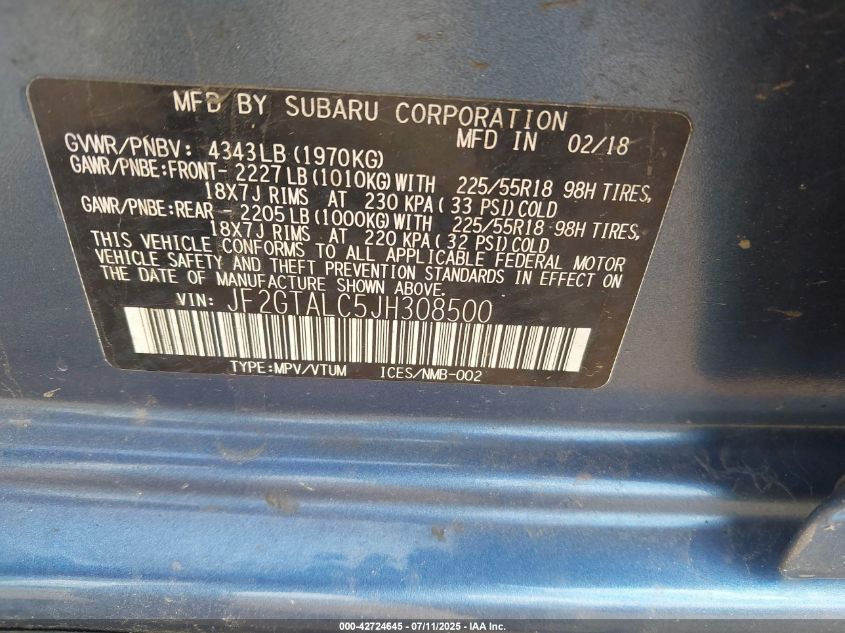 MFD BY SUBARU CORPORATION
MFD IN 02/18
GVWR/PNBV: 4343LB (1970KG)
GAWR/PNBE:FRONT- 2227LB (1010KG) WITH 225/55R18 98H TIRES,
18X7J RIMS AT 230 KPA ( 33 PSI) COLD
GAWR/PNBE:REAR - 2205LB (1000KG) WITH 225/55R18 98H TIRES,
18X7J RIMS AT 220 KPA ( 32 PSI) COLD
THIS VEHICLE CONFORMS TO ALL APPLICABLE FEDERAL MOTOR
VEHICLE SAFETY AND THEFT PREVENTION STANDARDS IN EFFECT ON
THE DATE OF MANUFACTURE SHOWN ABOVE.
VIN: JF2GTALC5JH308500
TYPE:MPV/VTUM ICES/NMB-002
000-42724645 - 07/11/2025 - IAA Inc.